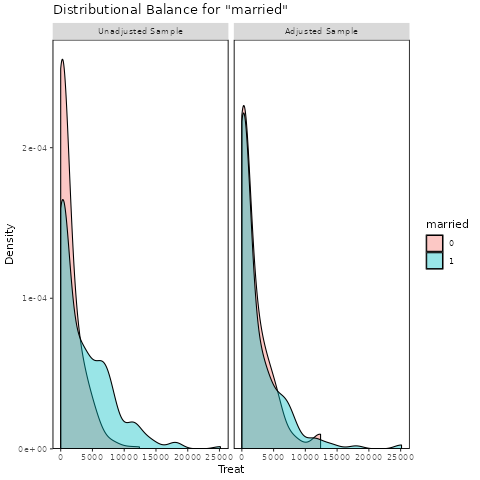 Distributional Balance for "married"
Unadjusted Sample
Adjusted Sample
2e-04
1e-04
0e+00
Density
0 5000 10000 15000 20000 25000
0 5000 10000 15000 20000 25000
Treat
married
0
1